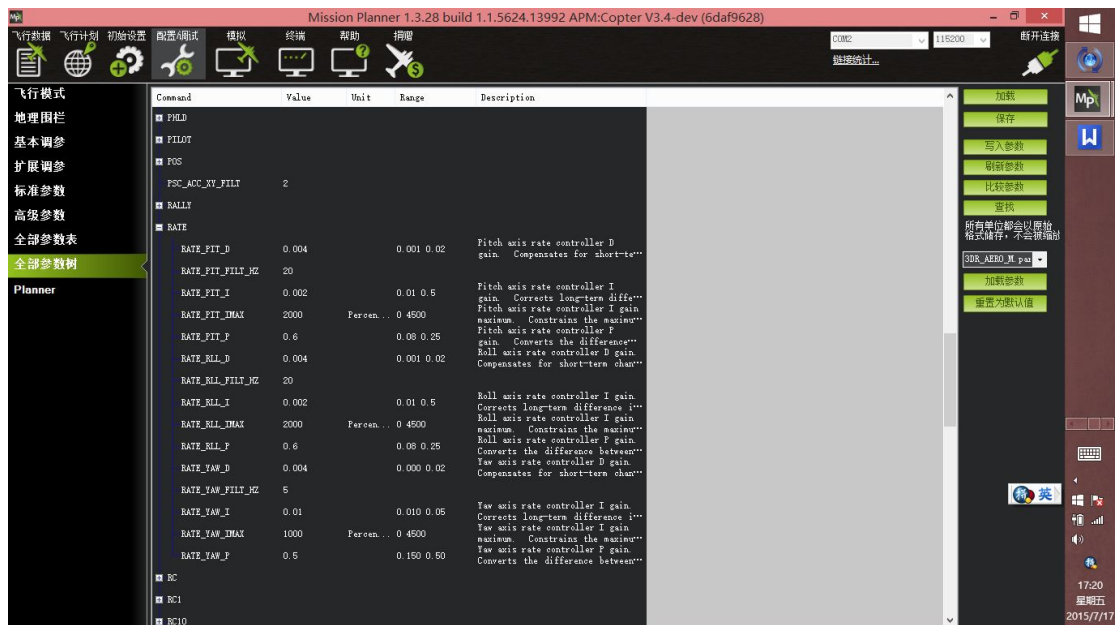 Mission Planner 1.3.28 build 1.1.5624.13992 APM:Copter V3.4-dev (6daf9628)
飞行数据 飞行计划 初始设置 配置/调试 模拟 终端 帮助 捐赠
COM2 115200 断开连接
链接统计...
飞行模式
地理围栏
基本调参
扩展调参
标准参数
高级参数
全部参数表
全部参数树
Planner
Command Value Unit Range Description
PHLD
PILOT
POS
PSC_ACC_XY_FILT 2
RALLY
RATE
RATE_PIT_D 0.004 0.001 0.02 Pitch axis rate controller D
gain. Compensates for short-te...
RATE_PIT_FILT_HZ 20
RATE_PIT_I 0.002 0.01 0.5 Pitch axis rate controller I
gain. Corrects long-term diffe...
RATE_PIT_IMAX 2000 Percen... 0 4500 Pitch axis rate controller I gain
maximum. Constrains the maximu...
RATE_PIT_P 0.6 0.08 0.25 Pitch axis rate controller P
gain. Converts the difference...
RATE_RLL_D 0.004 0.001 0.02 Roll axis rate controller D gain.
Compensates for short-term chan...
RATE_RLL_FILT_HZ 20
RATE_RLL_I 0.002 0.01 0.5 Roll axis rate controller I gain.
Corrects long-term difference i...
RATE_RLL_IMAX 2000 Percen... 0 4500 Roll axis rate controller I gain
maximum. Constrains the maximu...
RATE_RLL_P 0.6 0.08 0.25 Roll axis rate controller P gain.
Converts the difference between...
RATE_YAW_D 0.004 0.000 0.02 Yaw axis rate controller D gain.
Compensates for short-term chan...
RATE_YAW_FILT_HZ 5
RATE_YAW_I 0.01 0.010 0.05 Yaw axis rate controller I gain.
Corrects long-term difference i...
RATE_YAW_IMAX 1000 Percen... 0 4500 Yaw axis rate controller I gain
maximum. Constrains the maximu...
RATE_YAW_P 0.5 0.150 0.50 Yaw axis rate controller P gain.
Converts the difference between...
RC
RC1
RC10
加载
保存
写入参数
刷新参数
比较参数
查找
所有单位都会以原始
格式储存，不会被缩放
3DR_AERO_M.par
加载参数
重置为默认值
英
17:20
星期五
2015/7/17